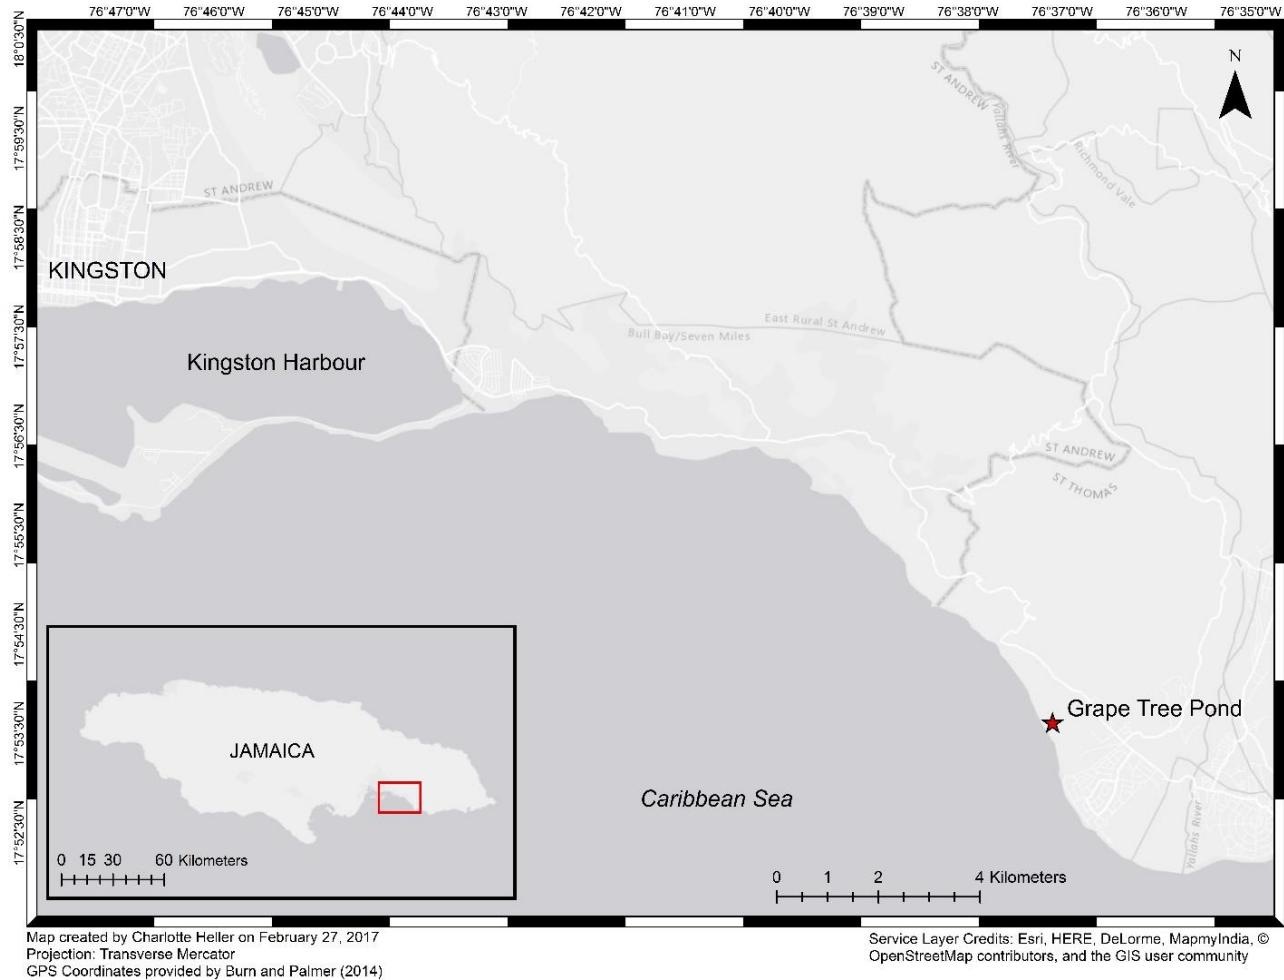 76°47'0"W 76°46'0"W 76°45'0"W 76°44'0"W 76°43'0"W 76°42'0"W 76°41'0"W 76°40'0"W 76°39'0"W 76°38'0"W 76°37'0"W 76°36'0"W 76°35'0"W
18°0'30"N
17°59'30"N
17°58'30"N
17°57'30"N
17°56'30"N
17°55'30"N
17°54'30"N
17°53'30"N
17°52'30"N
N
ST ANDREW
Yallahs River
Richmond Vale
ST ANDREW
KINGSTON
East Rural St Andrew
Bull Bay/Seven Miles
Kingston Harbour
ST ANDREW
ST THOMAS
Grape Tree Pond
JAMAICA
Caribbean Sea
Yallahs River
0 15 30 60 Kilometers
0 1 2 4 Kilometers
Map created by Charlotte Heller on February 27, 2017
Projection: Transverse Mercator
GPS Coordinates provided by Burn and Palmer (2014)
Service Layer Credits: Esri, HERE, DeLorme, MapmyIndia, ©
OpenStreetMap contributors, and the GIS user community